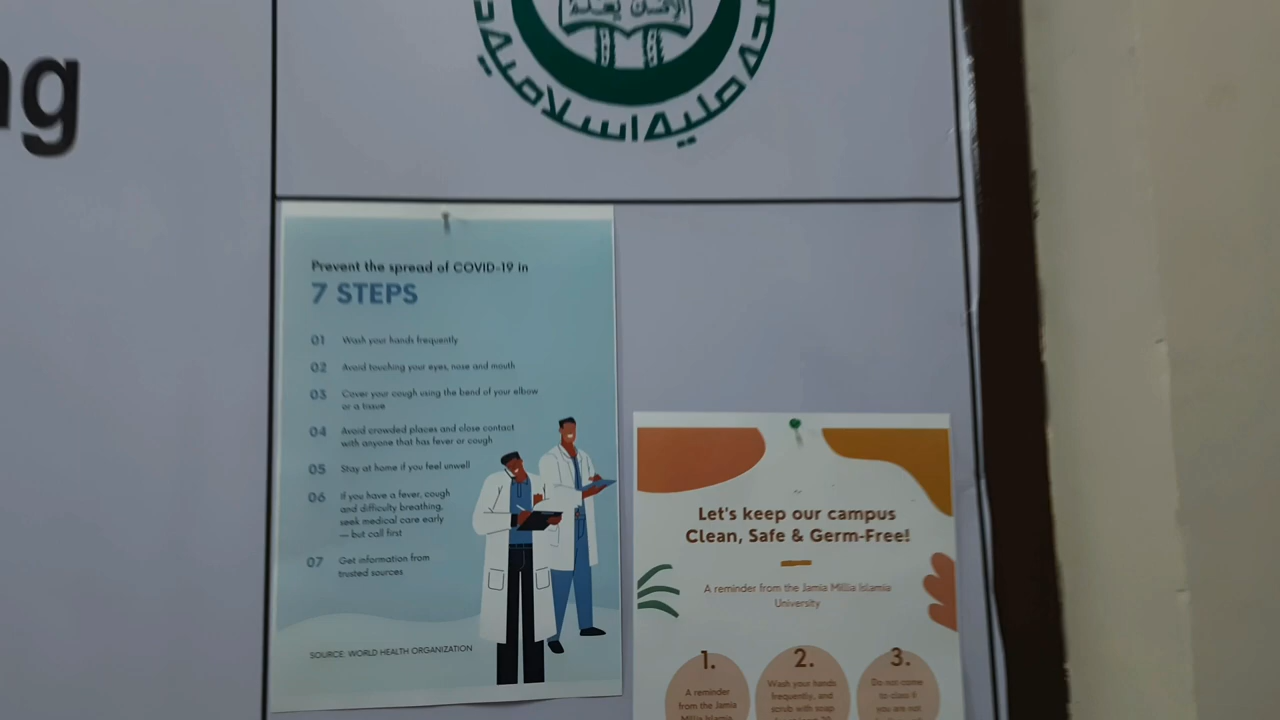 ng
الإنسان
جامعہ ملیہ اسلامیہ
Prevent the spread of COVID-19 in
7 STEPS
01 Wash your hands frequently
02 Avoid touching your eyes, nose and mouth
03 Cover your cough using the bend of your elbow
or a tissue
04 Avoid crowded places and close contact
with anyone that has fever or cough
05 Stay at home if you feel unwell
06 If you have a fever, cough
and difficulty breathing,
seek medical care early
— but call first
07 Get information from
trusted sources
SOURCE: WORLD HEALTH ORGANIZATION
Let's keep our campus
Clean, Safe & Germ-Free!
A reminder from the Jamia Millia Islamia
University
1.
A reminder
from the Jamia
Millia Islamia
2.
Wash your hands
frequently, and
scrub with soap
3.
Do not come
to class if
you are not